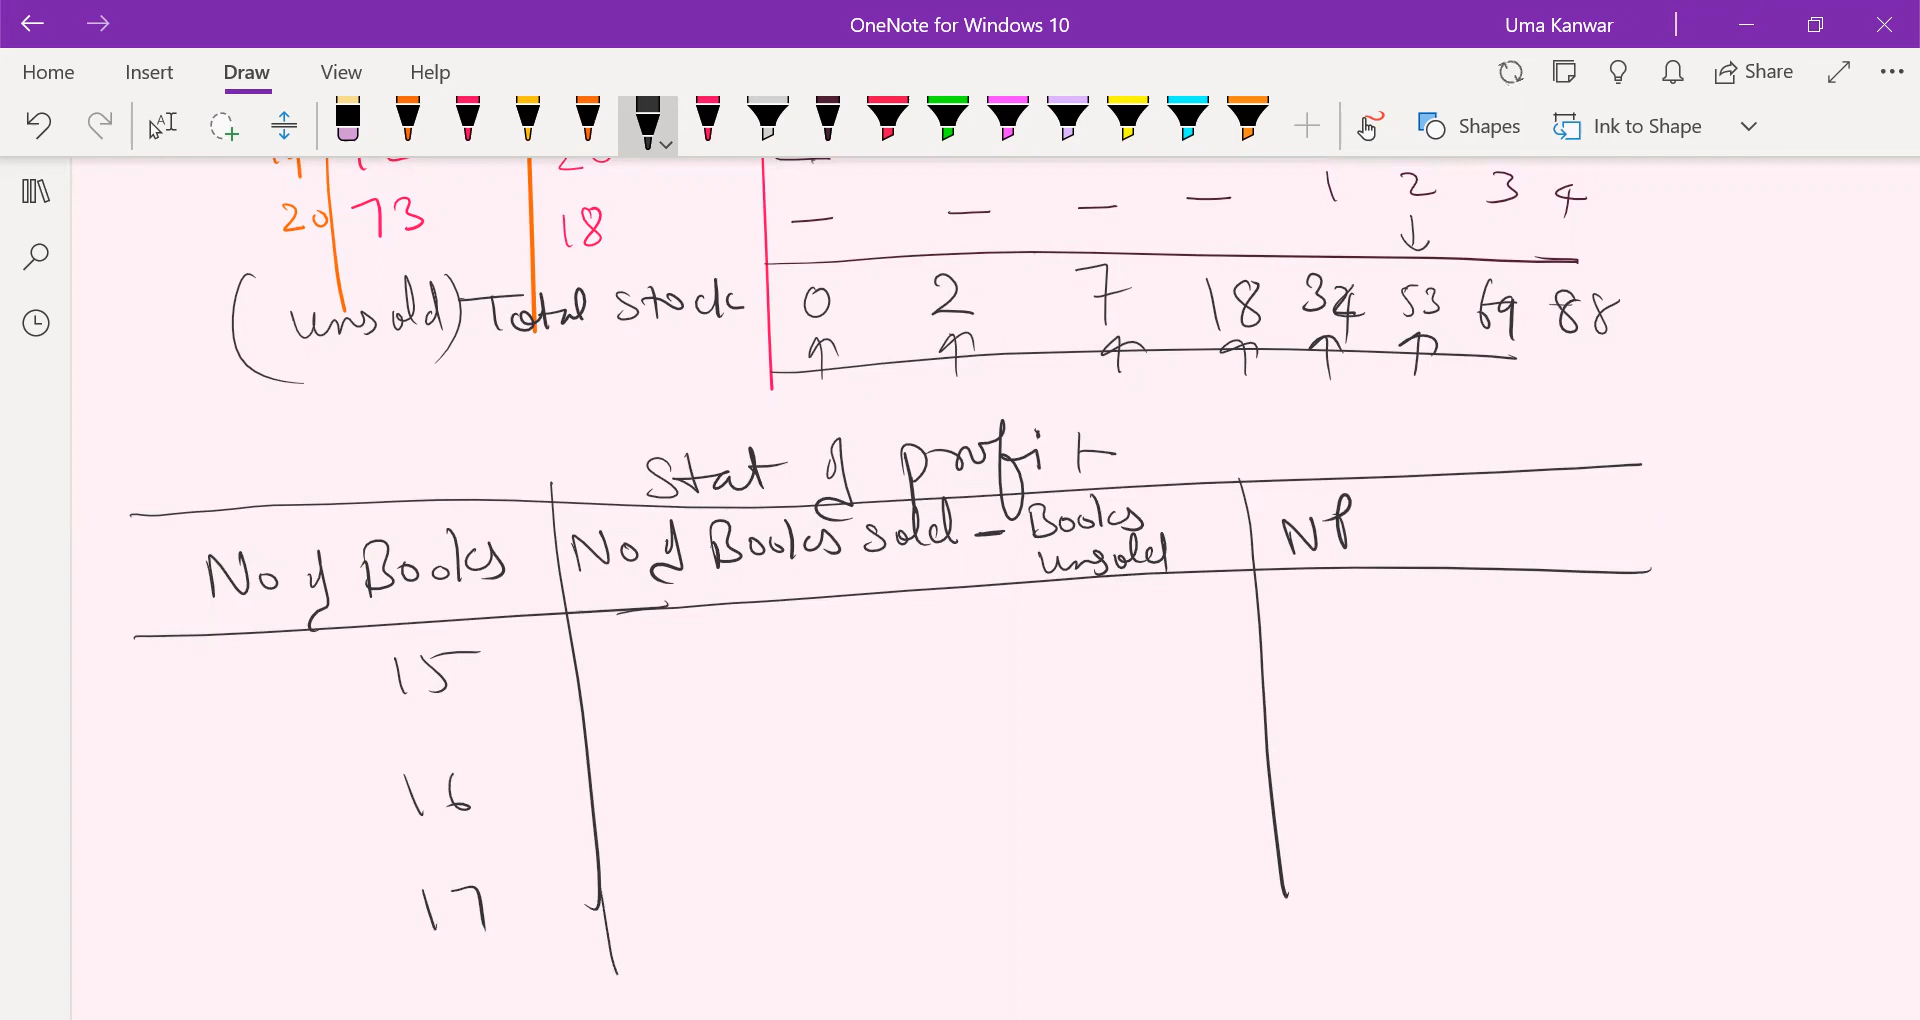 OneNote for Windows 10
Uma Kanwar
Home Insert Draw View Help
Share
Shapes Ink to Shape
19
20 73 18
— — — — 1 2 3 4
(unsold) Total stock 0 2 7 18 34 53 69 88
Stat of profit
No of Books No of Books sold - Books unsold NP
15
16
17